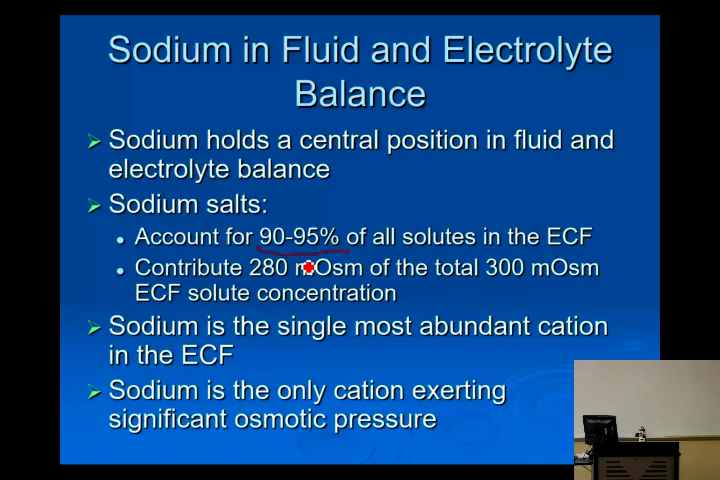 Sodium in Fluid and Electrolyte
Balance
Sodium holds a central position in fluid and
electrolyte balance
Sodium salts:
Account for 90-95% of all solutes in the ECF
Contribute 280 mOsm of the total 300 mOsm
ECF solute concentration
Sodium is the single most abundant cation
in the ECF
Sodium is the only cation exerting
significant osmotic pressure